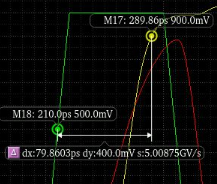 M17: 289.86ps 900.0mV
M18: 210.0ps 500.0mV
Δ dx:79.8603ps dy:400.0mV s:5.00875GV/s